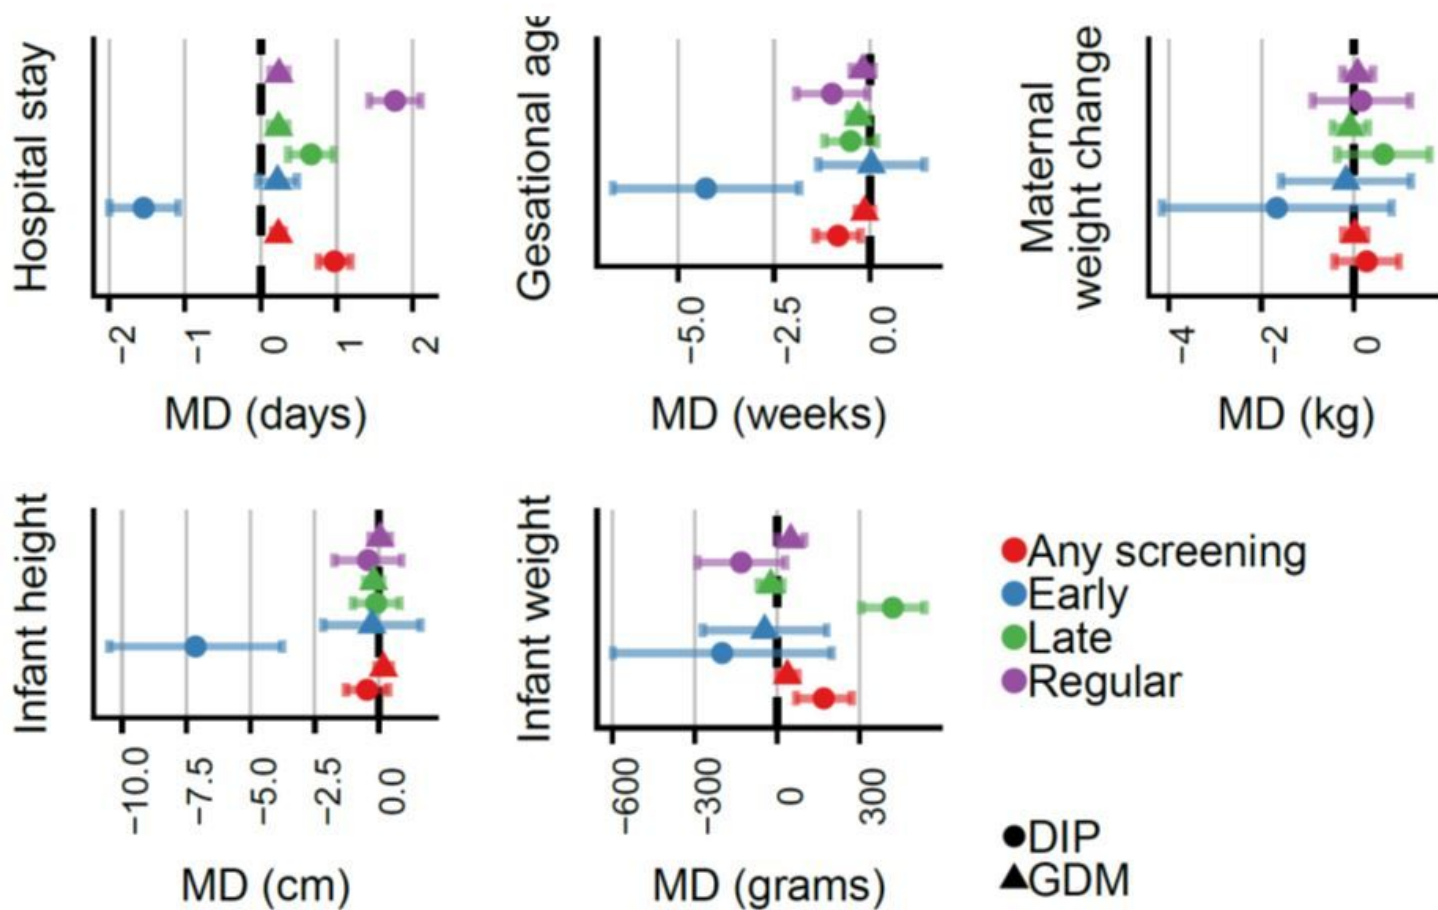 Hospital stay
−2
−1
0
1
2
MD (days)
Gesational age
−5.0
−2.5
0.0
MD (weeks)
Maternal
weight change
−4
−2
0
MD (kg)
Infant height
−10.0
−7.5
−5.0
−2.5
0.0
MD (cm)
Infant weight
−600
−300
0
300
MD (grams)
Any screening
Early
Late
Regular
DIP
GDM